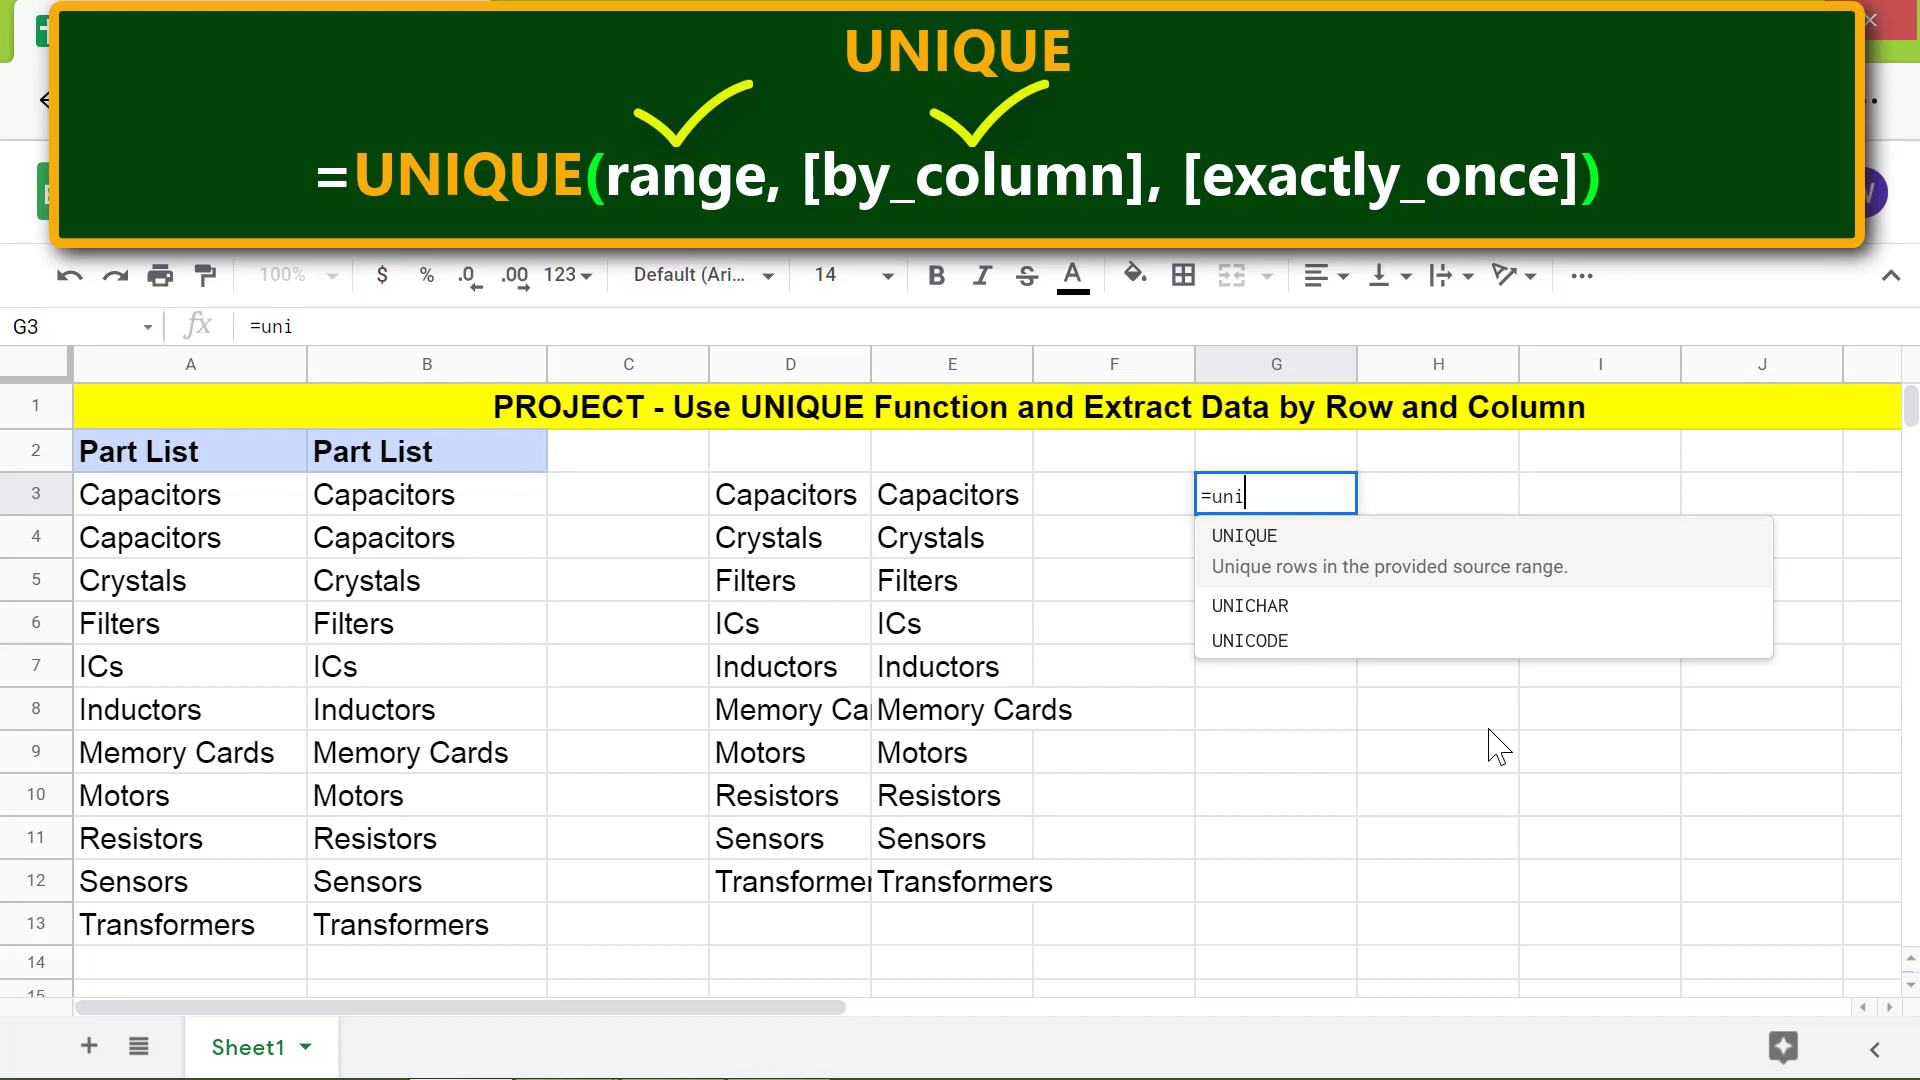 UNIQUE
=UNIQUE(range, [by_column], [exactly_once])
100% $ % .0 .00 123 Default (Ari... 14 B I S A
G3 fx =uni
A B C D E F G H I J
1 PROJECT - Use UNIQUE Function and Extract Data by Row and Column
2 Part List Part List
3 Capacitors Capacitors Capacitors Capacitors =uni
4 Capacitors Capacitors Crystals Crystals UNIQUE
Unique rows in the provided source range.
5 Crystals Crystals Filters Filters
6 Filters Filters ICs ICs UNICHAR
UNICODE
7 ICs ICs Inductors Inductors
8 Inductors Inductors Memory Car Memory Cards
9 Memory Cards Memory Cards Motors Motors
10 Motors Motors Resistors Resistors
11 Resistors Resistors Sensors Sensors
12 Sensors Sensors Transformer Transformers
13 Transformers Transformers
14
15
Sheet1